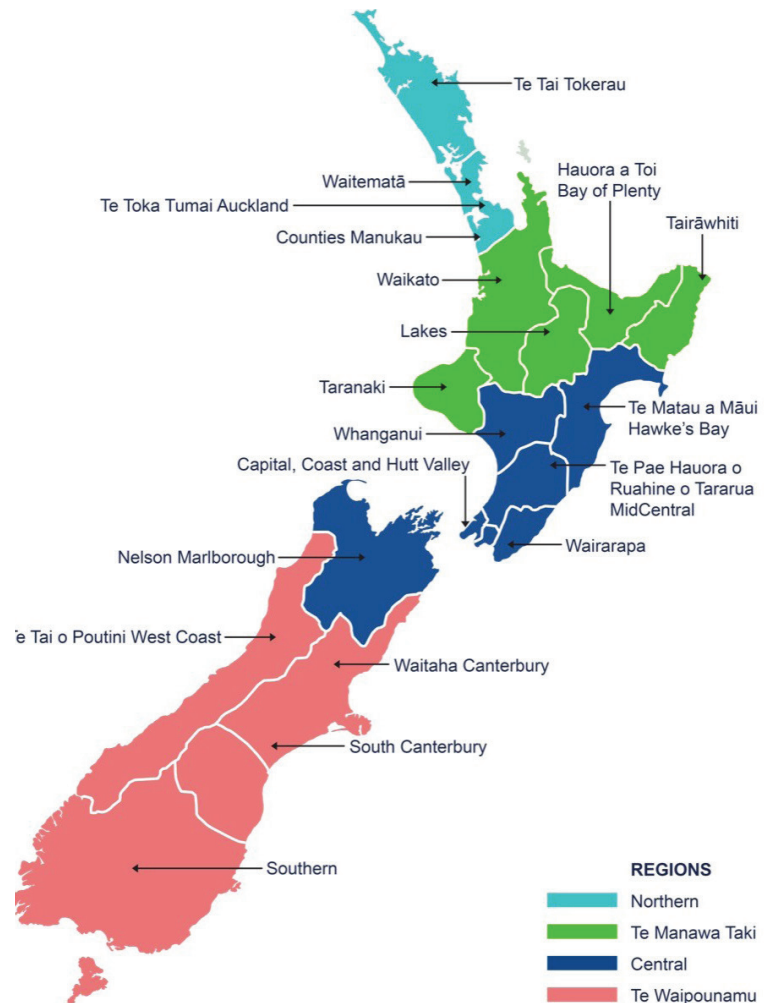 Te Tai Tokerau
Waitematā
Hauora a Toi
Bay of Plenty
Te Toka Tumai Auckland
Tairāwhiti
Counties Manukau
Waikato
Lakes
Taranaki
Te Matau a Māui
Hawke's Bay
Whanganui
Capital, Coast and Hutt Valley
Te Pae Hauora o
Ruahine o Tararua
MidCentral
Wairarapa
Nelson Marlborough
e Tai o Poutini West Coast
Waitaha Canterbury
South Canterbury
Southern
REGIONS
Northern
Te Manawa Taki
Central
Te Waipounamu